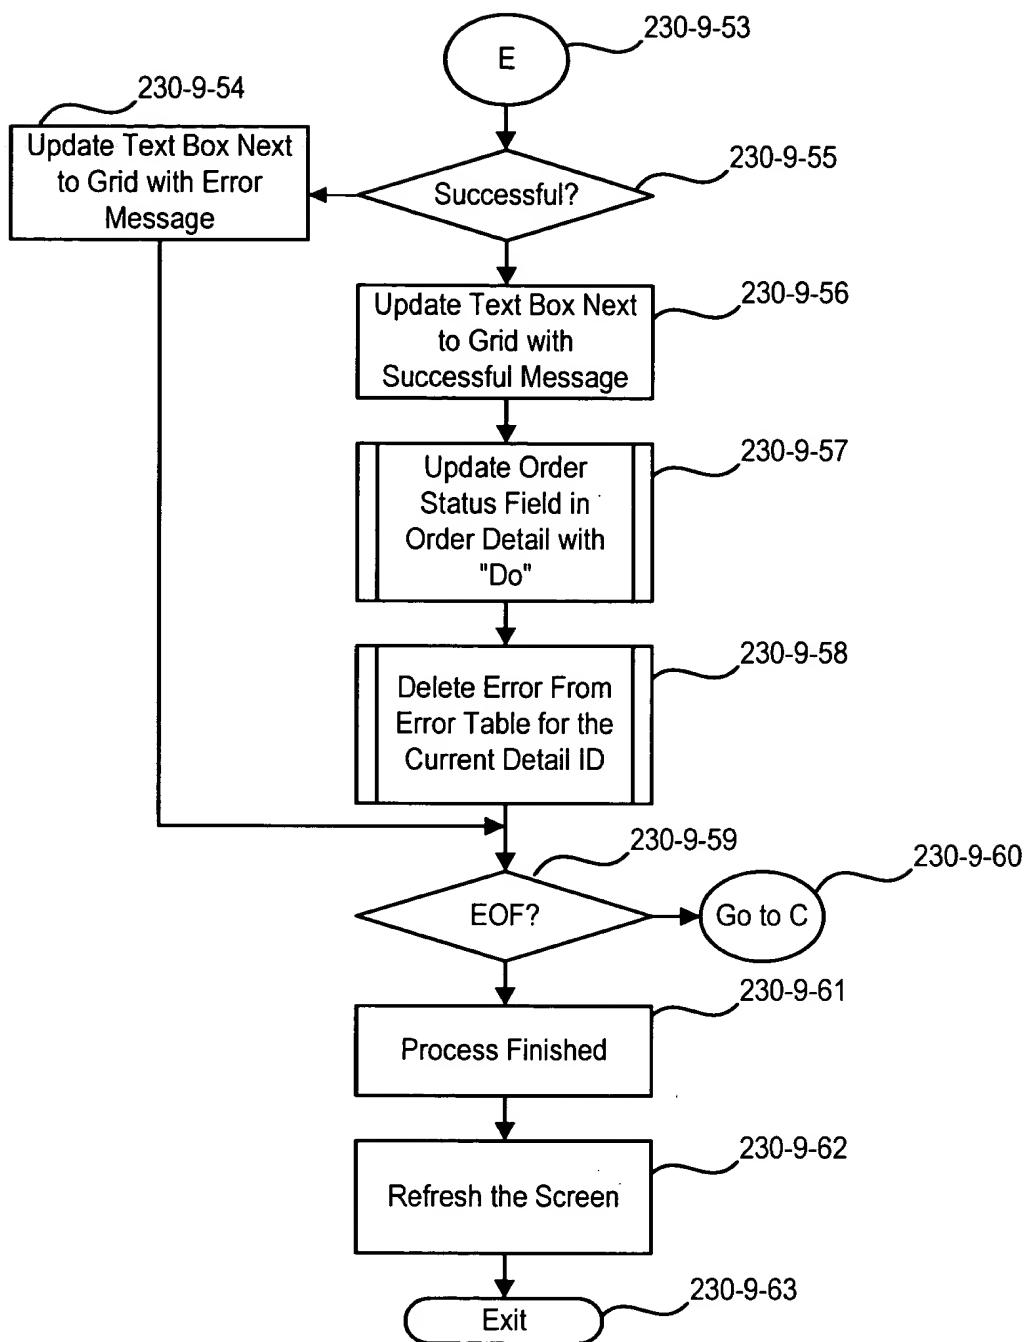 230-9-53
E
230-9-54
Update Text Box Next
to Grid with Error
Message
230-9-55
Successful?
230-9-56
Update Text Box Next
to Grid with
Successful Message
230-9-57
Update Order
Status Field in
Order Detail with
"Do"
230-9-58
Delete Error From
Error Table for the
Current Detail ID
230-9-59
EOF?
230-9-60
Go to C
230-9-61
Process Finished
230-9-62
Refresh the Screen
230-9-63
Exit